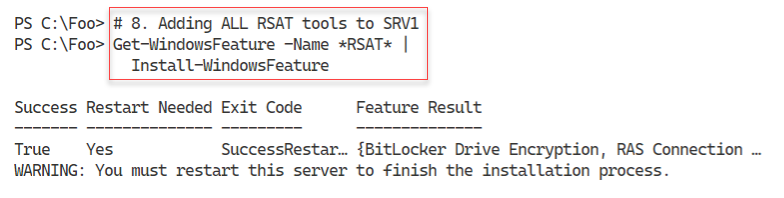 PS C:\Foo> # 8. Adding ALL RSAT tools to SRV1
PS C:\Foo> Get-WindowsFeature -Name *RSAT* |
Install-WindowsFeature
Success Restart Needed Exit Code Feature Result
------- -------------- --------- --------------
True Yes SuccessRestar… {BitLocker Drive Encryption, RAS Connection …
WARNING: You must restart this server to finish the installation process.